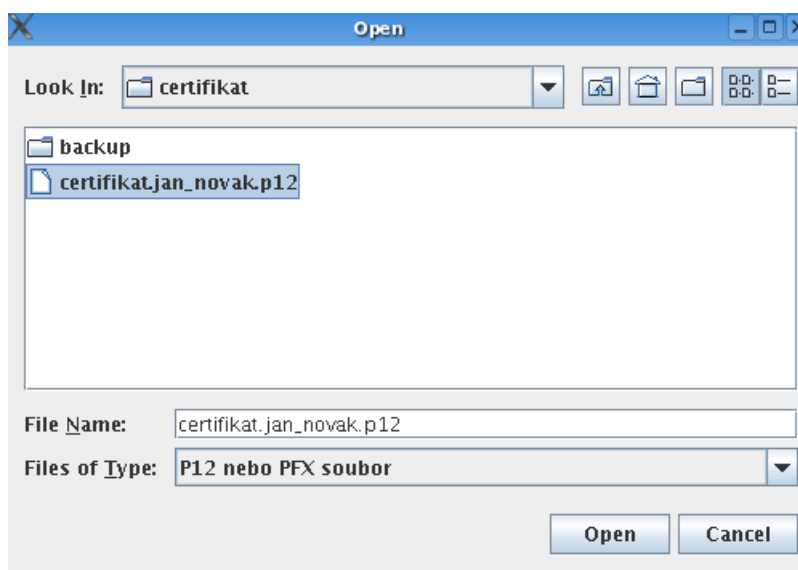 Open
Look In: certifikat
backup
certifikat.jan_novak.p12
File Name: certifikat.jan_novak.p12
Files of Type: P12 nebo PFX soubor
Open Cancel